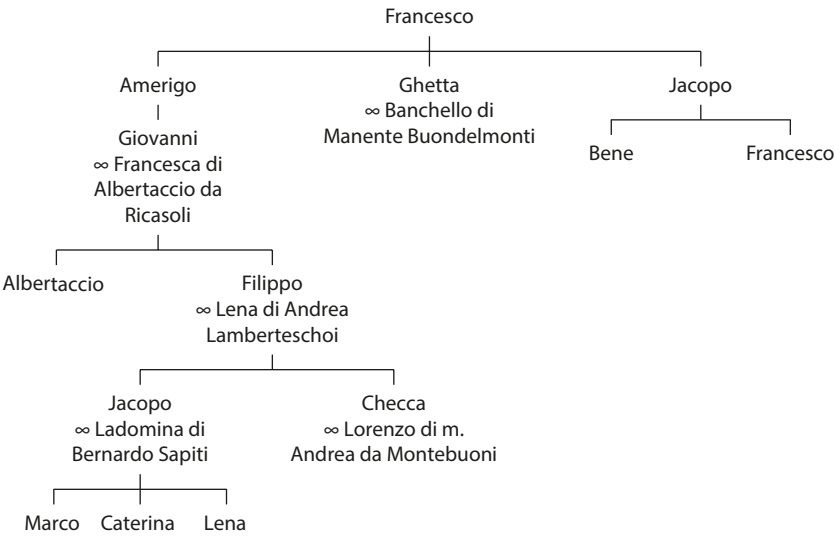 Francesco
Amerigo
Ghetta
∞ Banchello di
Manente Buondelmonti
Jacopo
Giovanni
∞ Francesca di
Albertaccio da
Ricasoli
Bene
Francesco
Albertaccio
Filippo
∞ Lena di Andrea
Lamberteschoi
Jacopo
∞ Ladomina di
Bernardo Sapiti
Checca
∞ Lorenzo di m.
Andrea da Montebuoni
Marco
Caterina
Lena